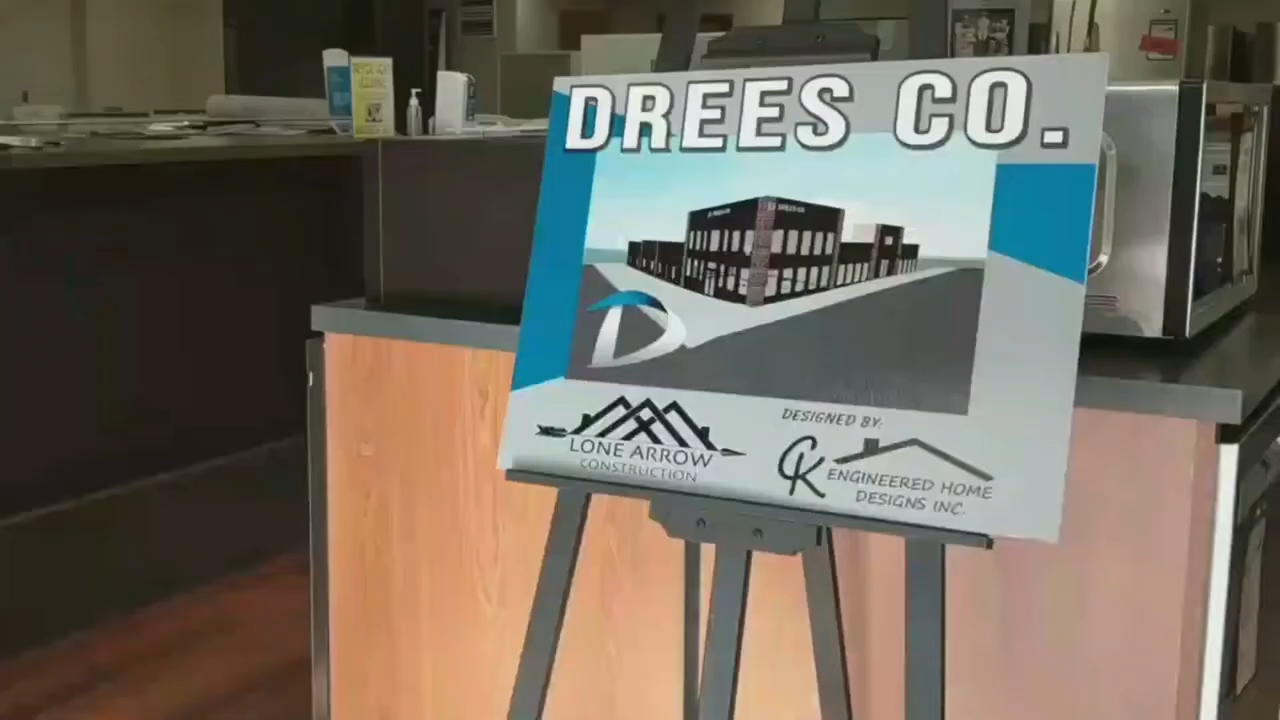 DREES CO.
LONE ARROW
CONSTRUCTION
DESIGNED BY:
CK ENGINEERED HOME
DESIGNS INC.